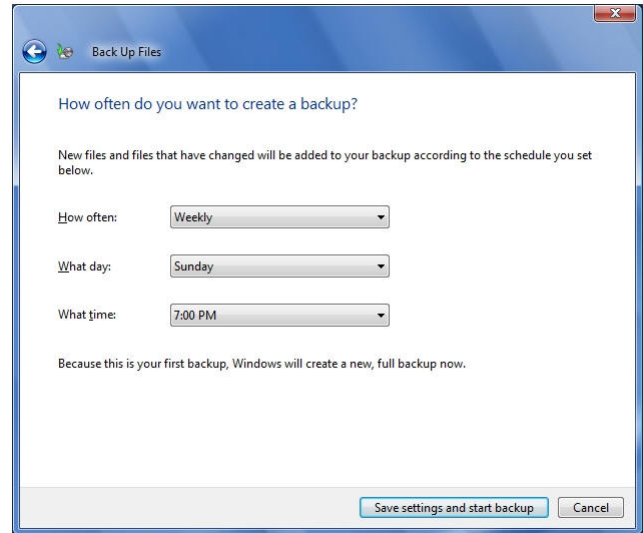 Back Up Files
How often do you want to create a backup?
New files and files that have changed will be added to your backup according to the schedule you set
below.
How often: Weekly
What day: Sunday
What time: 7:00 PM
Because this is your first backup, Windows will create a new, full backup now.
Save settings and start backup Cancel